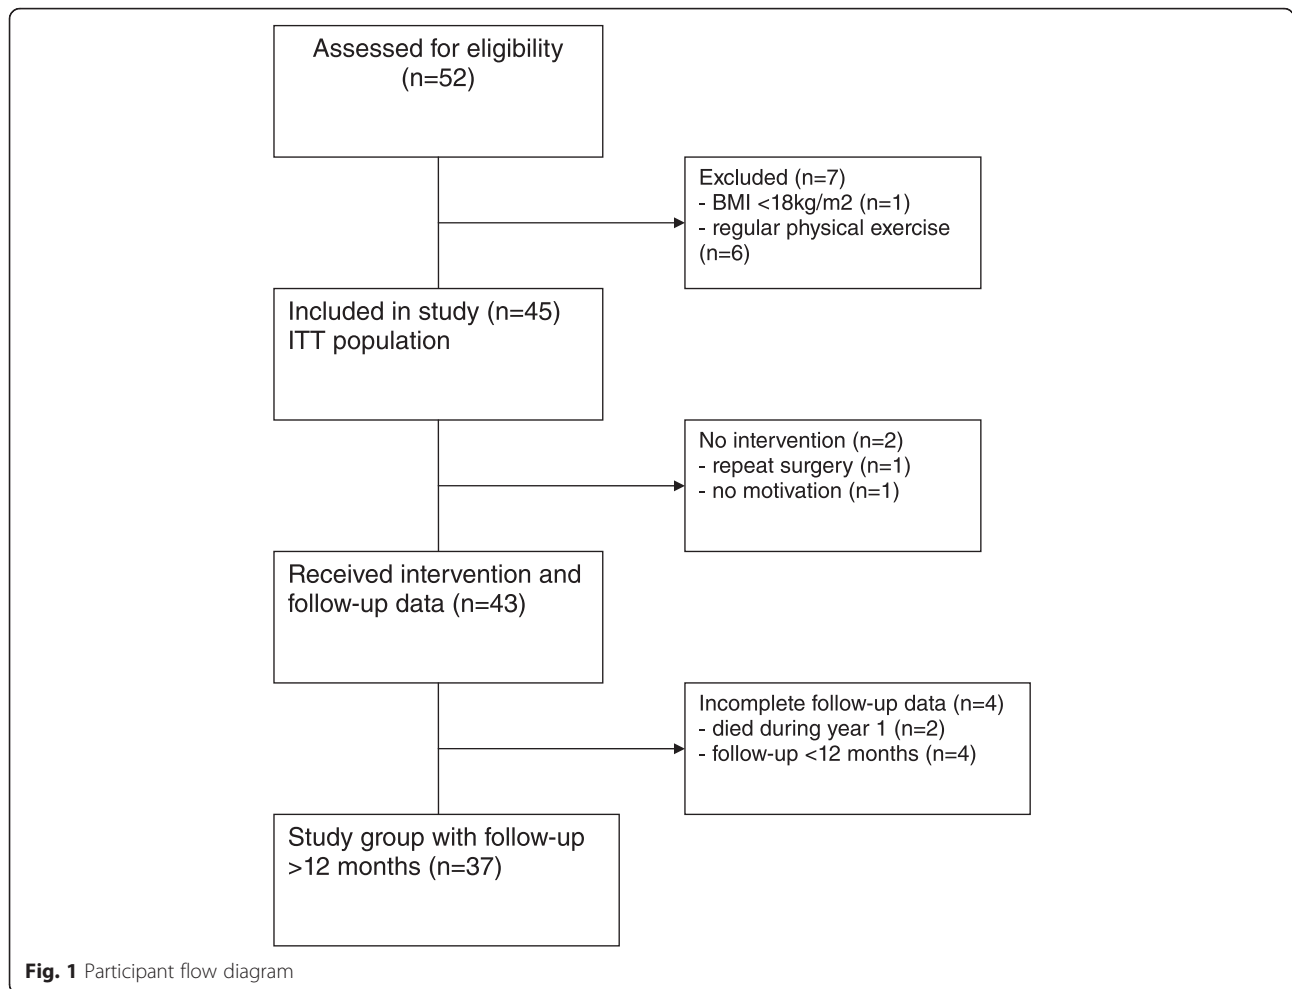 Assessed for eligibility
(n=52)
Excluded (n=7)
- BMI <18kg/m2 (n=1)
- regular physical exercise
(n=6)
Included in study (n=45)
ITT population
No intervention (n=2)
- repeat surgery (n=1)
- no motivation (n=1)
Received intervention and
follow-up data (n=43)
Incomplete follow-up data (n=4)
- died during year 1 (n=2)
- follow-up <12 months (n=4)
Study group with follow-up
>12 months (n=37)
Fig. 1 Participant flow diagram